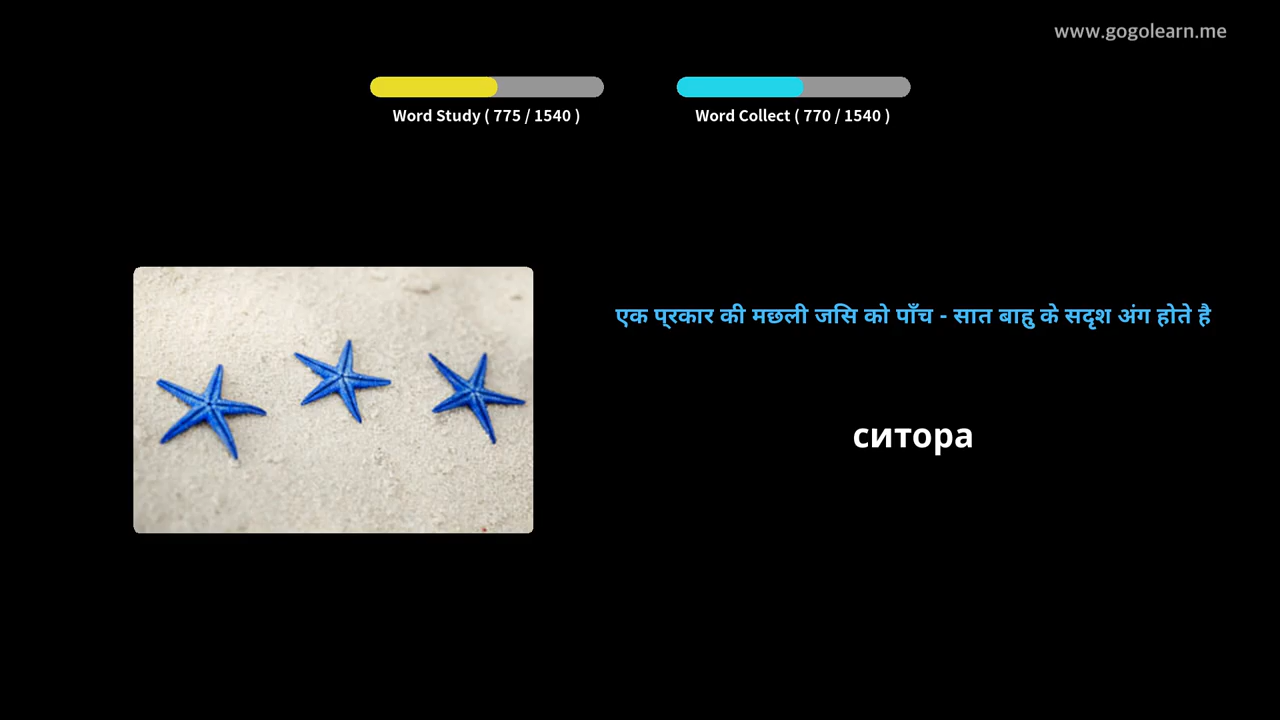 www.gogolearn.me
Word Study ( 775 / 1540 )
Word Collect ( 770 / 1540 )
एक प्रकार की मछली जसिि को पाँच - सात बाहु के सदृश अंग होते है
ситора